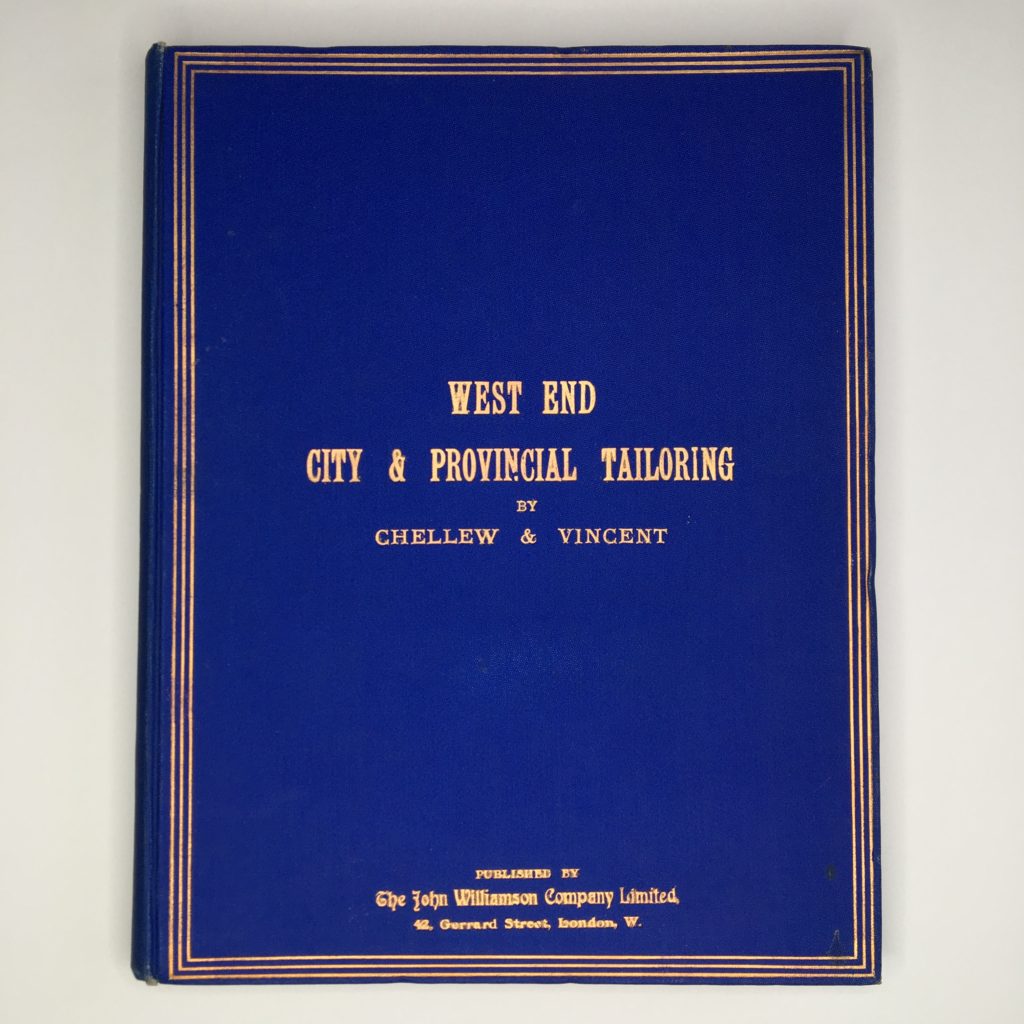 WEST END
CITY & PROVINCIAL TAILORING
BY
CHELLEW & VINCENT
PUBLISHED BY
The John Williamson Company Limited,
42, Gerrard Street, London, W.